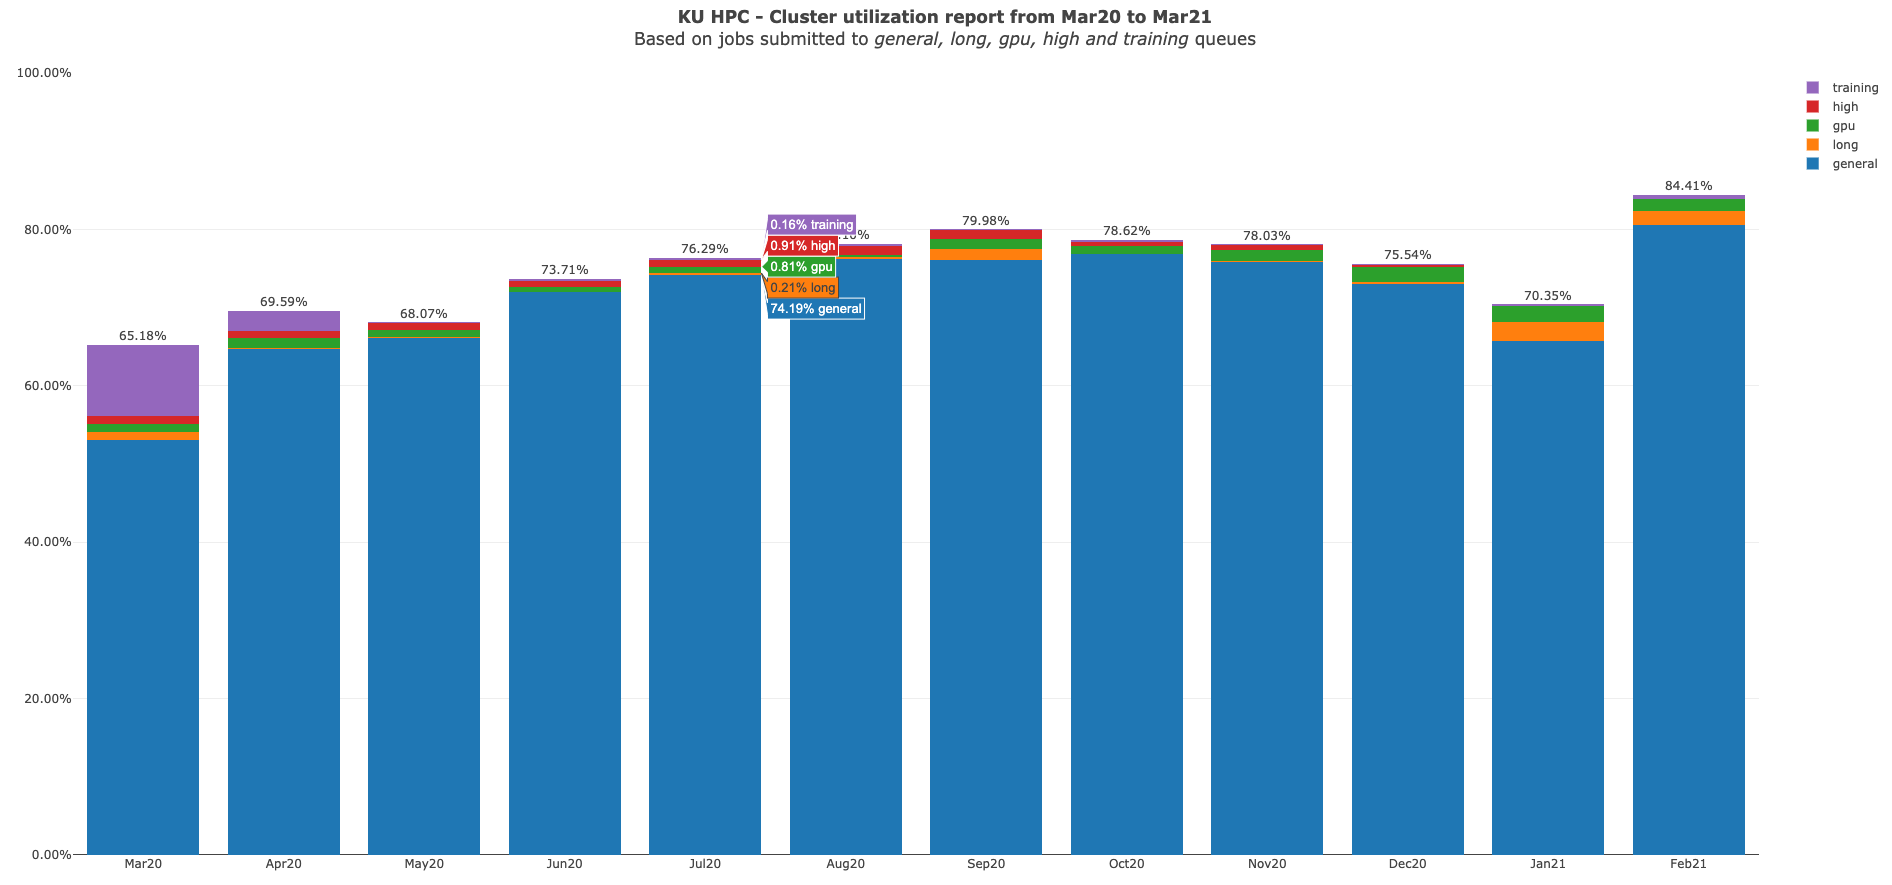 KU HPC - Cluster utilization report from Mar20 to Mar21
Based on jobs submitted to general, long, gpu, high and training queues
100.00%
80.00%
60.00%
40.00%
20.00%
0.00%
65.18%
69.59%
68.07%
73.71%
76.29%
79.98%
78.62%
78.03%
75.54%
70.35%
84.41%
0.16% training
0.91% high
0.81% gpu
0.21% long
74.19% general
Mar20
Apr20
May20
Jun20
Jul20
Aug20
Sep20
Oct20
Nov20
Dec20
Jan21
Feb21
training
high
gpu
long
general